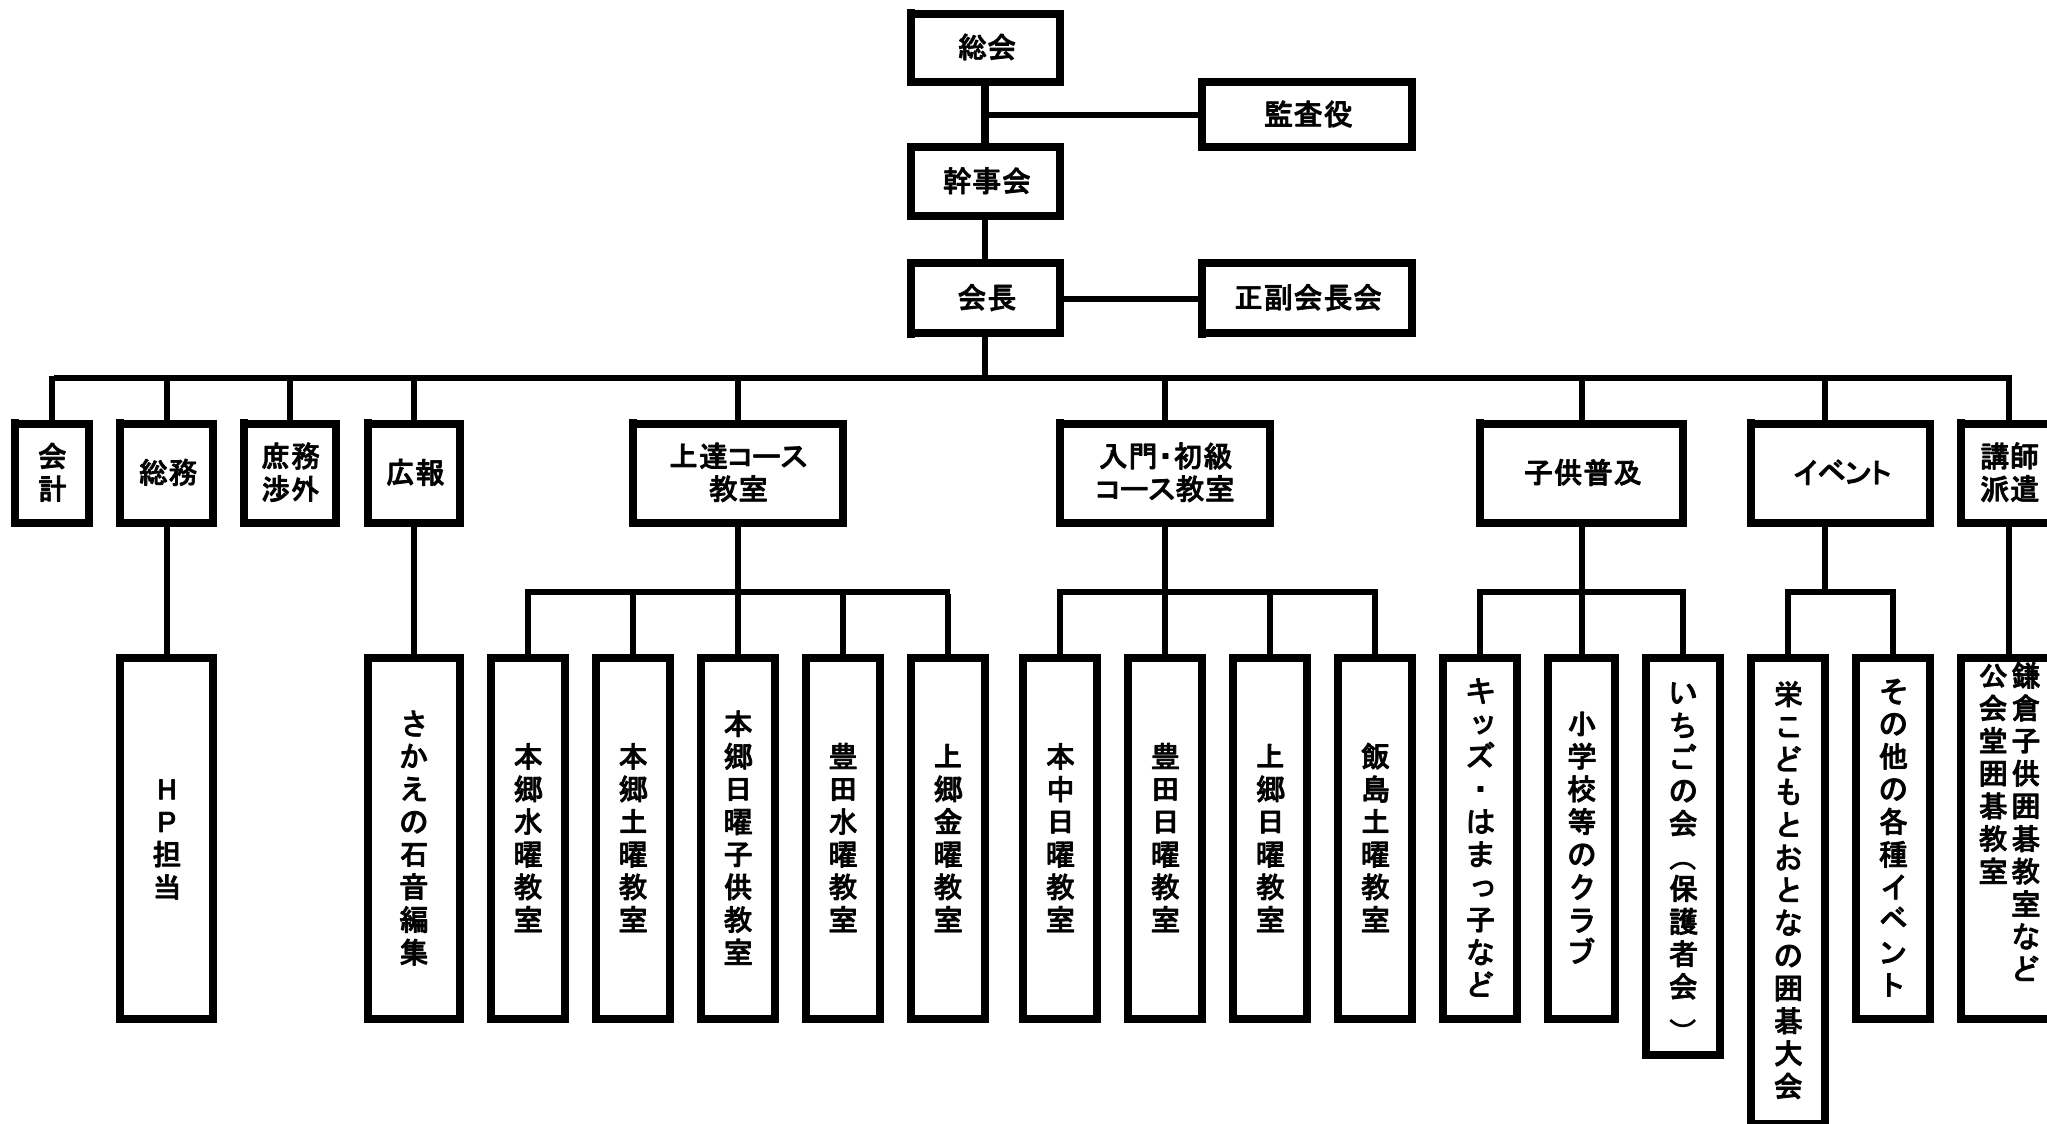 総会
監査役
幹事会
会長
正副会長会
会
計
総務
庶務
渉外
広報
上達コース
教室
入門・初級
コース教室
子供普及
イベント
講師
派遣
HP担当
さかえの石音編集
本郷水曜教室
本郷土曜教室
本郷日曜子供教室
豊田水曜教室
上郷金曜教室
本中日曜教室
豊田日曜教室
上郷日曜教室
飯島土曜教室
キッズ・はまっ子など
小学校等のクラブ
いちごの会（保護者会）
栄こどもとおとなの囲碁大会
その他の各種イベント
鎌倉子供囲碁教室など
公会堂囲碁教室